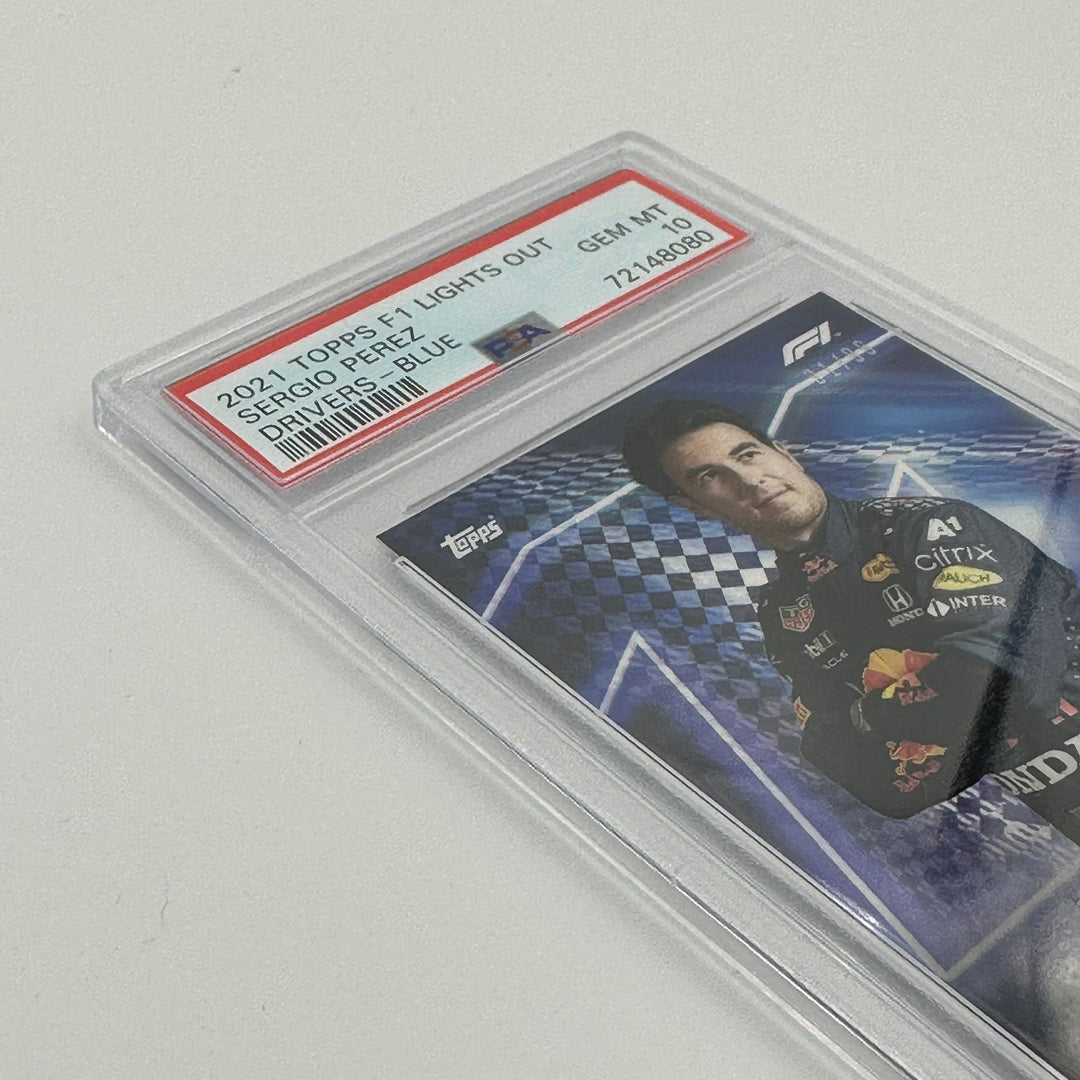 2021 TOPPS F1 LIGHTS OUT
GEM MT
SERGIO PEREZ
10
DRIVERS - BLUE
72148080
PSA
F1
Topps
A1
citrix
RAUCH
HONDA
INTER